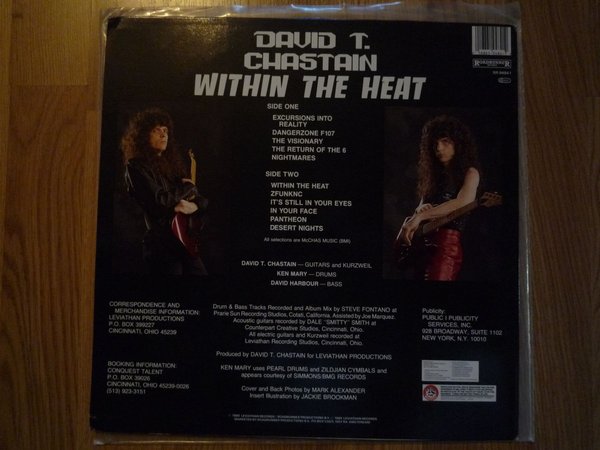 DAVID T.
CHASTAIN
WITHIN THE HEAT
ROADRUNNER
SIDE ONE
EXCURSIONS INTO
REALITY
DANGERZONE F107
THE VISIONARY
THE RETURN OF THE 6
NIGHTMARES
SIDE TWO
WITHIN THE HEAT
ZFUNKNC
IT'S STILL IN YOUR EYES
IN YOUR FACE
PANTHEON
DESERT NIGHTS
All selections are McCHAS MUSIC (BMI)
DAVID T. CHASTAIN — GUITARS and KURZWEIL
KEN MARY — DRUMS
DAVID HARBOUR — BASS
CORRESPONDENCE and
MERCHANDISE INFORMATION:
LEVIATHAN PRODUCTIONS
P.O. BOX 399227
CINCINNATI, OHIO 45239
BOOKING INFORMATION:
CONQUEST TALENT
P.O. BOX 39026
CINCINNATI, OHIO 45239-0026
(513) 923-3151
Drum & Bass Tracks Recorded and Album Mix by STEVE FONTANO at
Prairie Sun Recording Studios, Cotati, California, Assisted by Joe Marquez.
Acoustic guitars recorded by DALE "SMITTY" SMITH at
Counterpart Creative Studios, Cincinnati, Ohio.
All electric guitars and Kurzweil recorded at
Leviathan Recording Studios, Cincinnati, Ohio.
Produced by DAVID T. CHASTAIN for LEVIATHAN PRODUCTIONS
KEN MARY uses PEARL DRUMS and ZILDJIAN CYMBALS and
appears courtesy of SIMMONS/BMG RECORDS
Cover and Back Photos by MARK ALEXANDER
Insert Illustration by JACKIE BROOKMAN
Publicity:
PUBLIC I PUBLICITY
SERVICES, INC.
928 BROADWAY, SUITE 1102
NEW YORK, N.Y. 10010